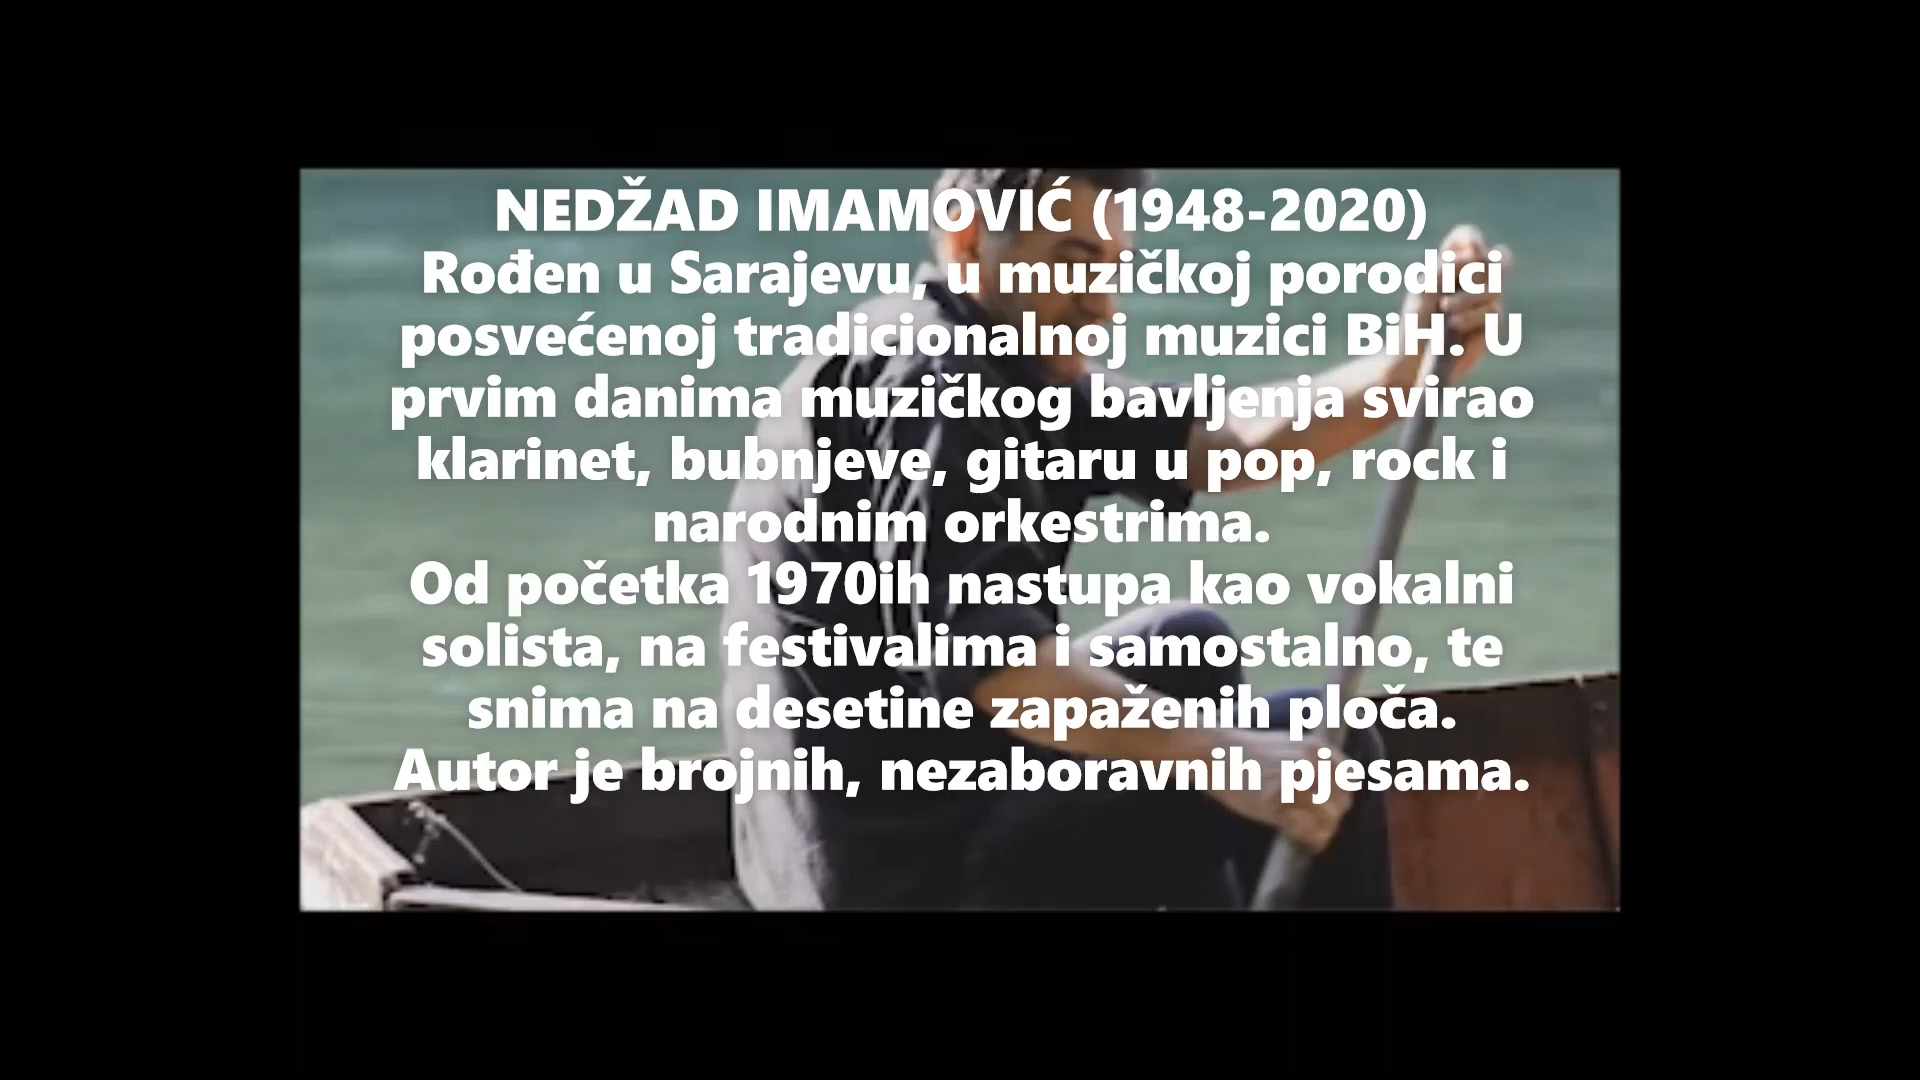 NEDŽAD IMAMOVIĆ (1948-2020)
Rođen u Sarajevu, u muzičkoj porodici
posvećenoj tradicionalnoj muzici BiH. U
prvim danima muzičkog bavljenja svirao
klarinet, bubnjeve, gitaru u pop, rock i
narodnim orkestrima.
Od početka 1970ih nastupa kao vokalni
solista, na festivalima i samostalno, te
snima na desetine zapaženih ploča.
Autor je brojnih, nezaboravnih pjesama.